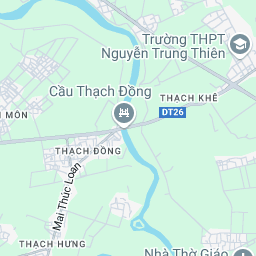 Trường THPT
Nguyễn Trung Thiên
Cầu Thạch Đồng
THẠCH KHÊ
DT26
MÔN
THẠCH ĐỒNG
Mai Thúc Loan
THẠCH HƯNG
Nhà Thờ Giáo